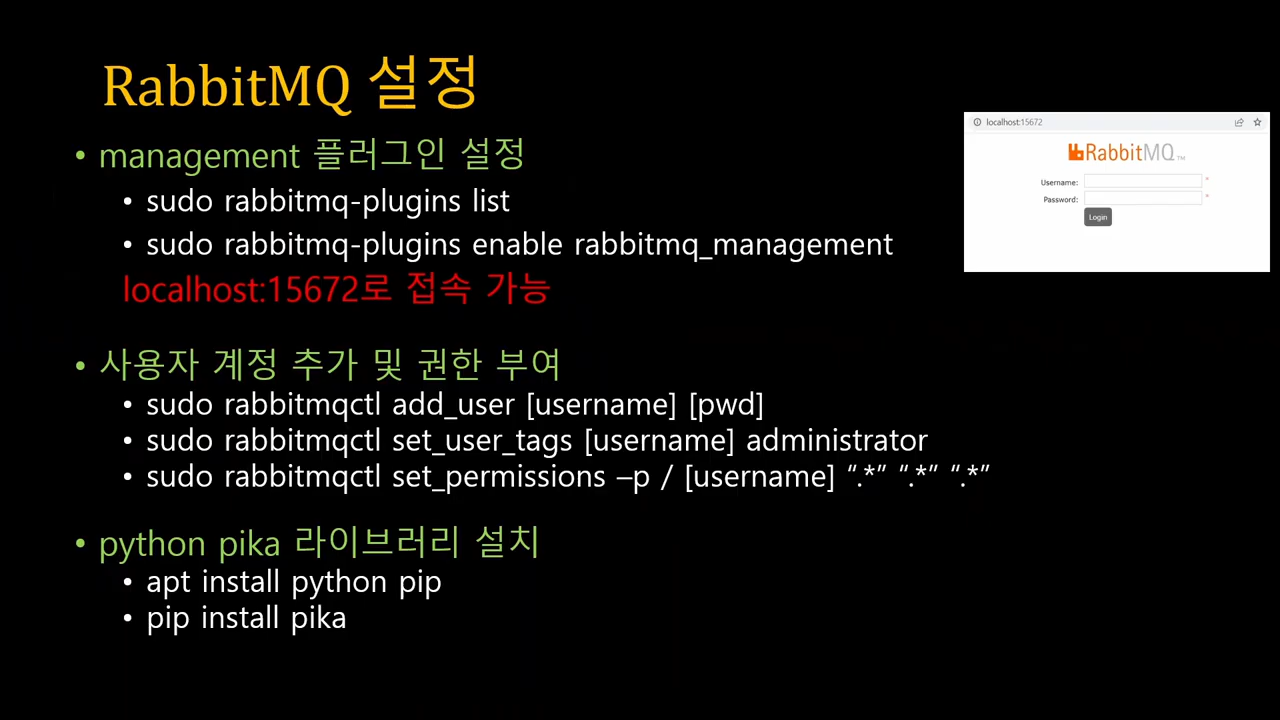 RabbitMQ 설정
• management 플러그인 설정
• sudo rabbitmq-plugins list
• sudo rabbitmq-plugins enable rabbitmq_management
localhost:15672로 접속 가능
localhost:15672
RabbitMQ TM
Username: *
Password: *
Login
• 사용자 계정 추가 및 권한 부여
• sudo rabbitmqctl add_user [username] [pwd]
• sudo rabbitmqctl set_user_tags [username] administrator
• sudo rabbitmqctl set_permissions –p / [username] “.*” “.*” “.*”
• python pika 라이브러리 설치
• apt install python pip
• pip install pika